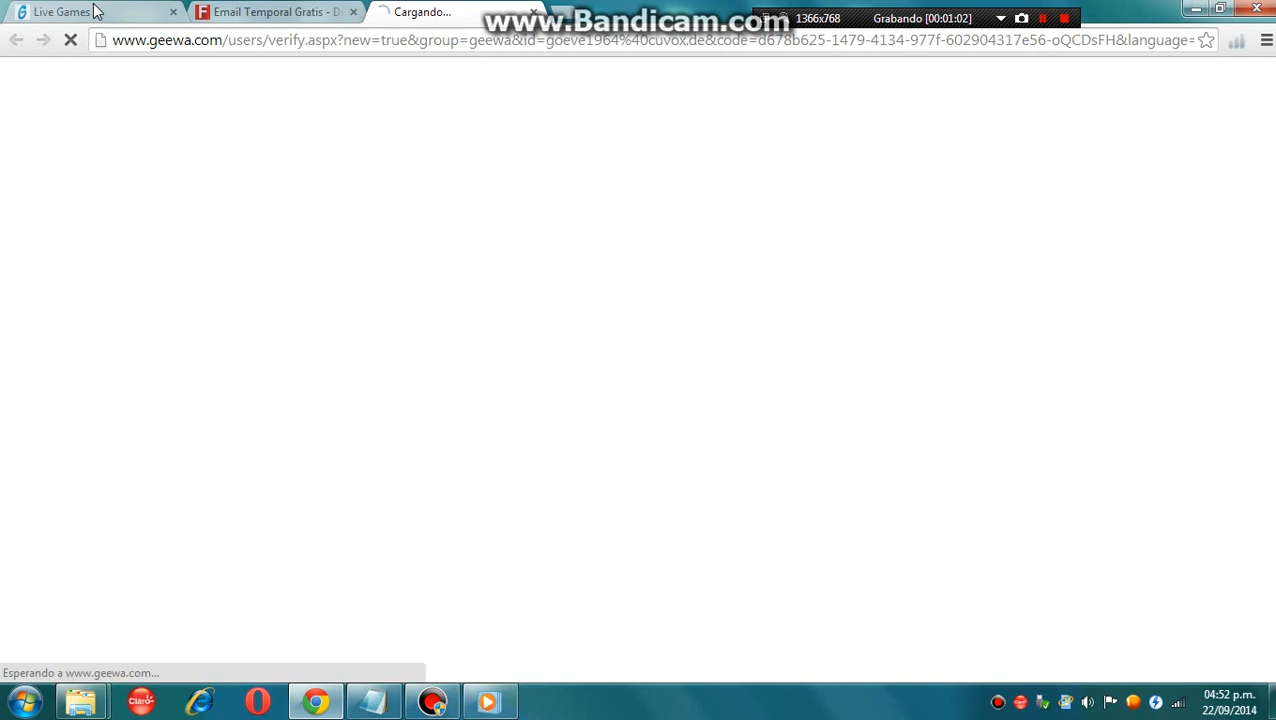 Live Games
Email Temporal Gratis - D
Cargando...
www.Bandicam.com
1366x768
Grabando [00:01:02]
www.geewa.com/users/verify.aspx?new=true&group=geewa&id=goeve1964%40cuvox.de&code=d678b625-1479-4134-977f-602904317e56-oQCDsFH&language=
Esperando a www.geewa.com...
Claro
04:52 p.m.
22/09/2014